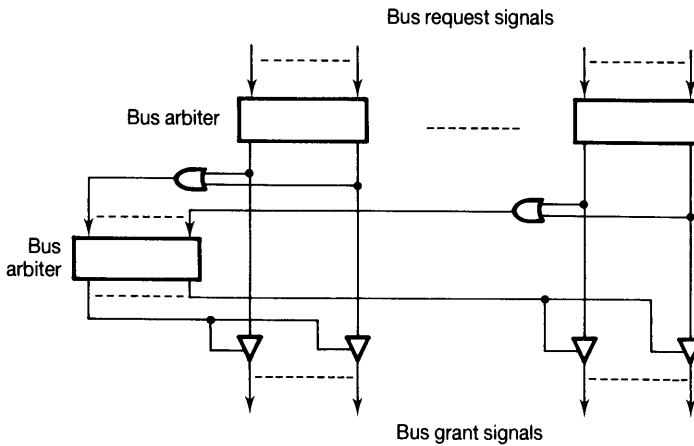 Bus request signals
Bus arbiter
Bus
arbiter
Bus grant signals